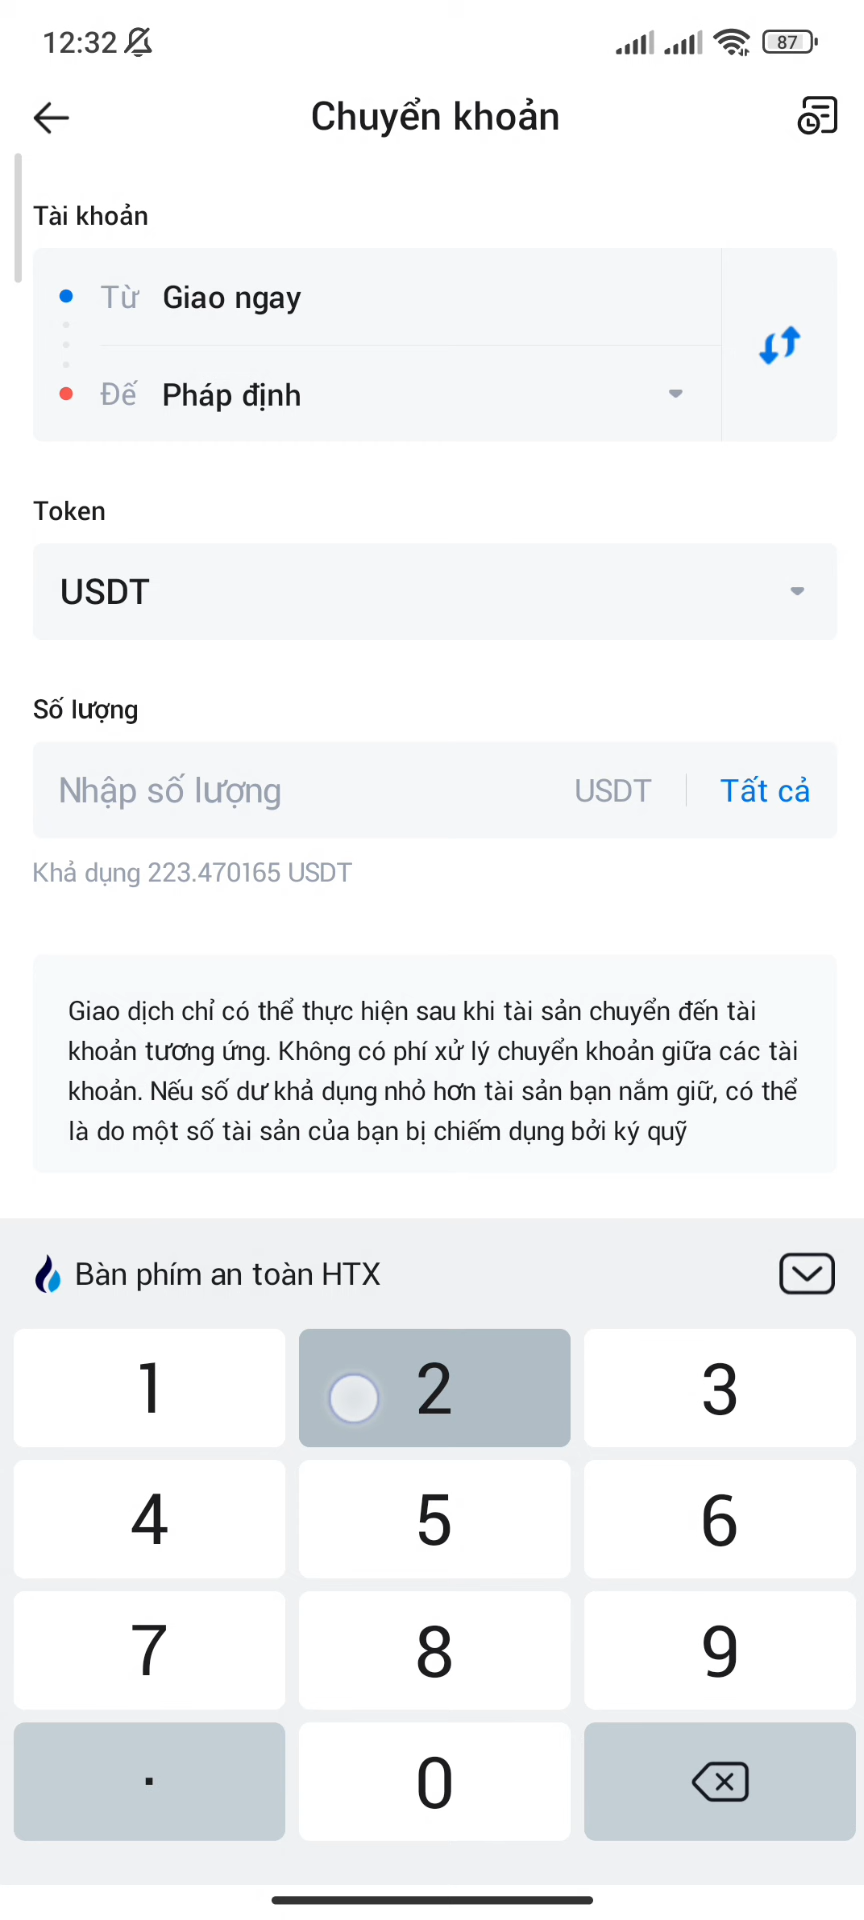 12:32
87
Chuyển khoản
Tài khoản
Từ Giao ngay
Đế Pháp định
Token
USDT
Số lượng
Nhập số lượng USDT Tất cả
Khả dụng 223.470165 USDT
Giao dịch chỉ có thể thực hiện sau khi tài sản chuyển đến tài
khoản tương ứng. Không có phí xử lý chuyển khoản giữa các tài
khoản. Nếu số dư khả dụng nhỏ hơn tài sản bạn nắm giữ, có thể
là do một số tài sản của bạn bị chiếm dụng bởi ký quỹ
Bàn phím an toàn HTX
1 2 3
4 5 6
7 8 9
. 0